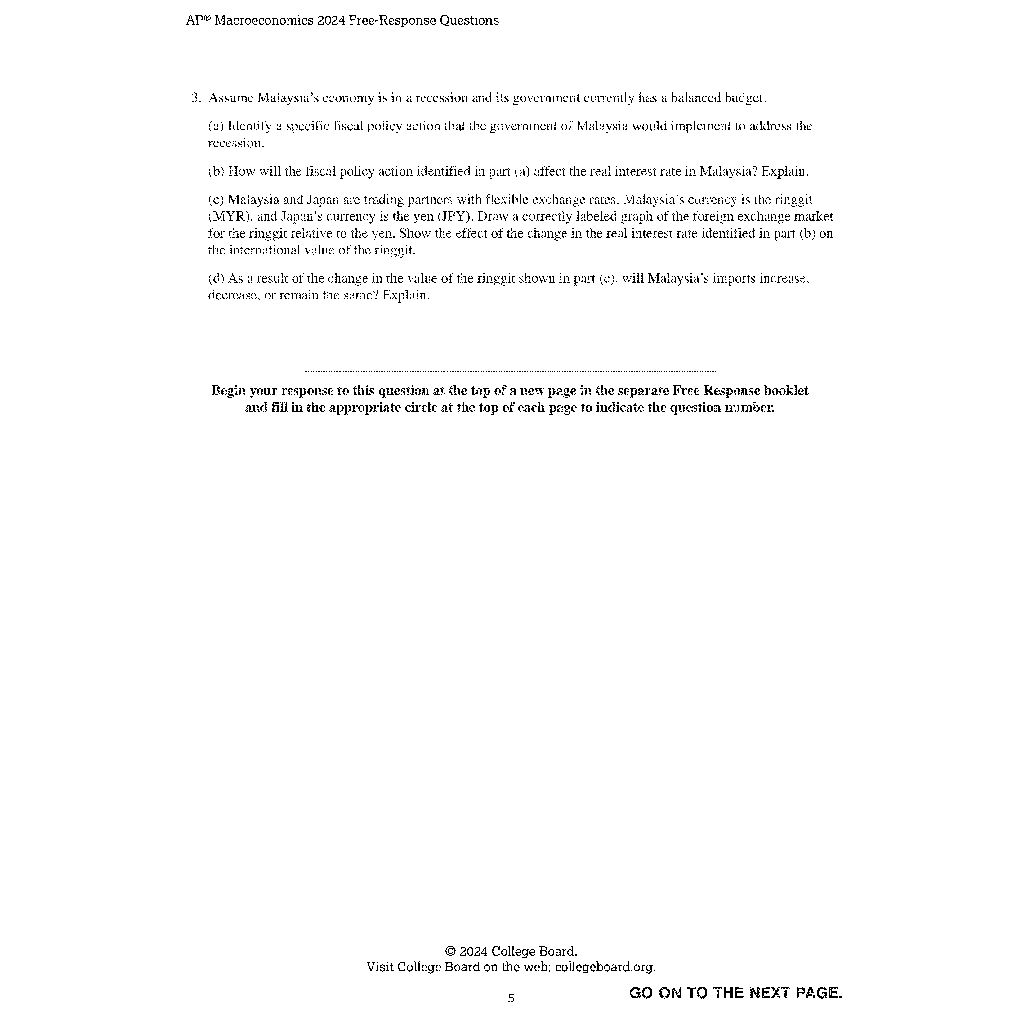 AP® Macroeconomics 2024 Free-Response Questions
3. Assume Malaysia's economy is in a recession and its government currently has a balanced budget.
(a) Identify a specific fiscal policy action that the government of Malaysia would implement to address the
recession.
(b) How will the fiscal policy action identified in part (a) affect the real interest rate in Malaysia? Explain.
(c) Malaysia and Japan are trading partners with flexible exchange rates. Malaysia's currency is the ringgit
(MYR), and Japan's currency is the yen (JPY). Draw a correctly labeled graph of the foreign exchange market
for the ringgit relative to the yen. Show the effect of the change in the real interest rate identified in part (b) on
the international value of the ringgit.
(d) As a result of the change in the value of the ringgit shown in part (c), will Malaysia's imports increase,
decrease, or remain the same? Explain.
Begin your response to this question at the top of a new page in the separate Free Response booklet
and fill in the appropriate circle at the top of each page to indicate the question number.
© 2024 College Board.
Visit College Board on the web: collegeboard.org.
5
GO ON TO THE NEXT PAGE.